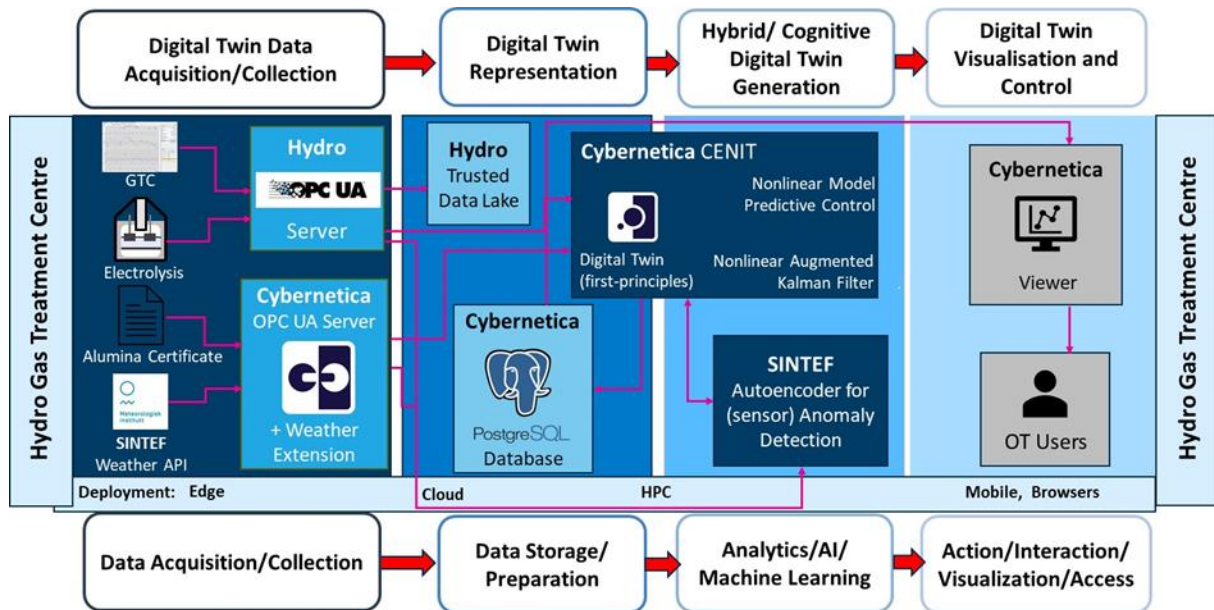 Digital Twin Data
Acquisition/Collection
Digital Twin
Representation
Hybrid/ Cognitive
Digital Twin
Generation
Digital Twin
Visualisation and
Control
Hydro Gas Treatment Centre
GTC
Electrolysis
Alumina Certificate
Meteorologisk
institutt
SINTEF
Weather API
Hydro
OPC UA
Server
Cybernetica
OPC UA Server
+ Weather
Extension
Hydro
Trusted
Data Lake
Cybernetica
PostgreSQL
Database
Cybernetica CENIT
Nonlinear Model
Predictive Control
Digital Twin
(first-principles)
Nonlinear Augmented
Kalman Filter
SINTEF
Autoencoder for
(sensor) Anomaly
Detection
Cybernetica
Viewer
OT Users
Hydro Gas Treatment Centre
Deployment: Edge
Cloud
HPC
Mobile, Browsers
Data Acquisition/Collection
Data Storage/
Preparation
Analytics/AI/
Machine Learning
Action/Interaction/
Visualization/Access